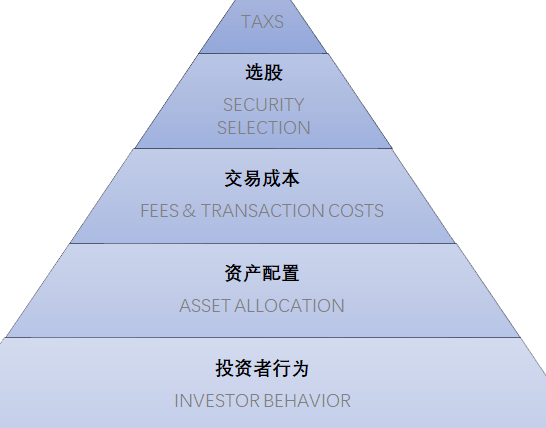 TAXS
选股
SECURITY
SELECTION
交易成本
FEES & TRANSACTION COSTS
资产配置
ASSET ALLOCATION
投资者行为
INVESTOR BEHAVIOR